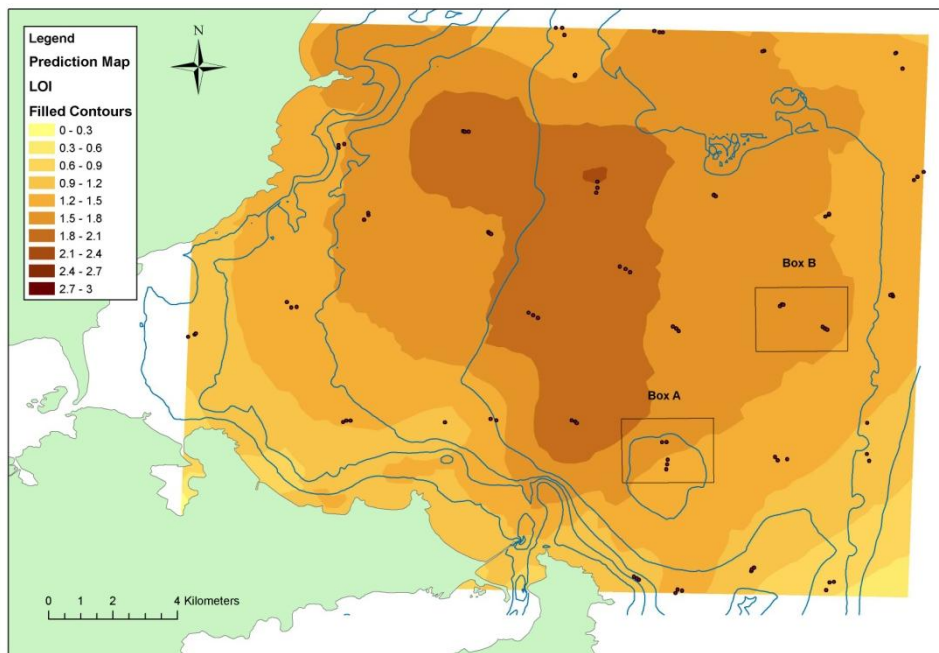 Legend
Prediction Map
LOI
Filled Contours
0 - 0.3
0.3 - 0.6
0.6 - 0.9
0.9 - 1.2
1.2 - 1.5
1.5 - 1.8
1.8 - 2.1
2.1 - 2.4
2.4 - 2.7
2.7 - 3
N
Box B
Box A
0 1 2 4 Kilometers